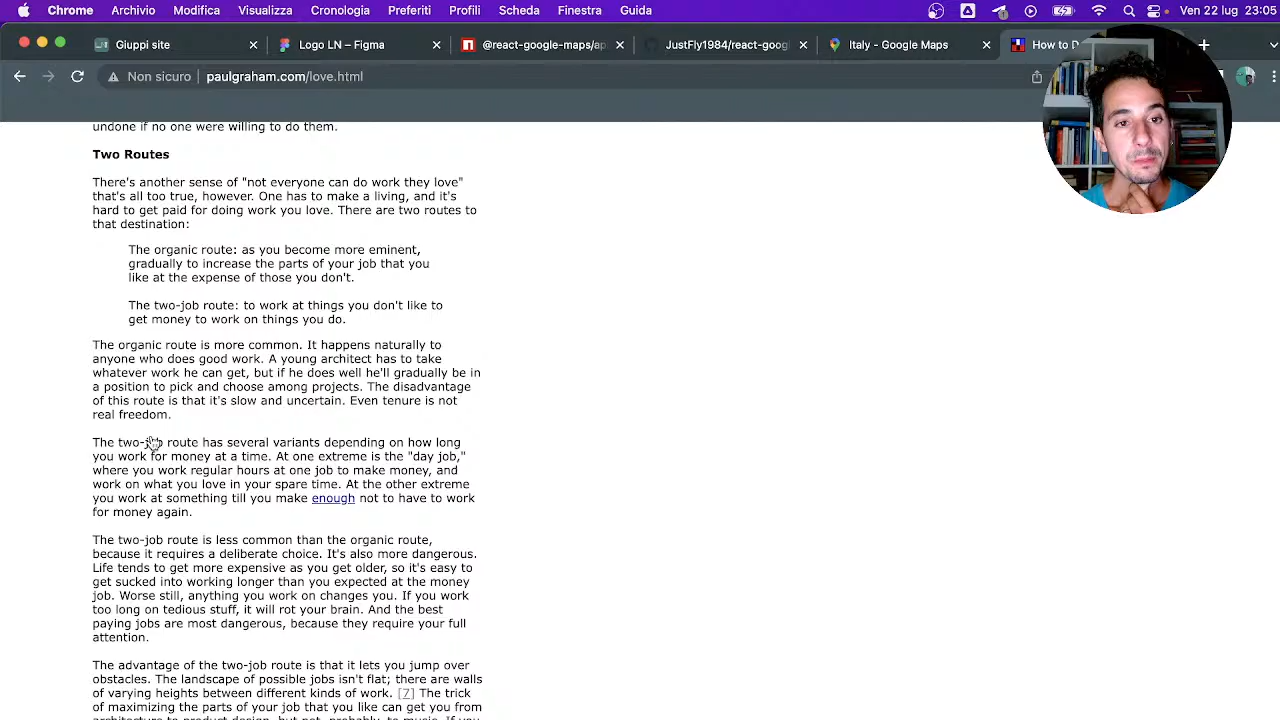 Chrome Archivio Modifica Visualizza Cronologia Preferiti Profili Scheda Finestra Guida Ven 22 lug 23:05
Giuppi site Logo LN – Figma @react-google-maps/ap JustFly1984/react-googl Italy - Google Maps How to D
Non sicuro paulgraham.com/love.html
undone if no one were willing to do them.
Two Routes
There's another sense of "not everyone can do work they love"
that's all too true, however. One has to make a living, and it's
hard to get paid for doing work you love. There are two routes to
that destination:
The organic route: as you become more eminent,
gradually to increase the parts of your job that you
like at the expense of those you don't.
The two-job route: to work at things you don't like to
get money to work on things you do.
The organic route is more common. It happens naturally to
anyone who does good work. A young architect has to take
whatever work he can get, but if he does well he'll gradually be in
a position to pick and choose among projects. The disadvantage
of this route is that it's slow and uncertain. Even tenure is not
real freedom.
The two-job route has several variants depending on how long
you work for money at a time. At one extreme is the "day job,"
where you work regular hours at one job to make money, and
work on what you love in your spare time. At the other extreme
you work at something till you make enough not to have to work
for money again.
The two-job route is less common than the organic route,
because it requires a deliberate choice. It's also more dangerous.
Life tends to get more expensive as you get older, so it's easy to
get sucked into working longer than you expected at the money
job. Worse still, anything you work on changes you. If you work
too long on tedious stuff, it will rot your brain. And the best
paying jobs are most dangerous, because they require your full
attention.
The advantage of the two-job route is that it lets you jump over
obstacles. The landscape of possible jobs isn't flat; there are walls
of varying heights between different kinds of work. [7] The trick
of maximizing the parts of your job that you like can get you from
architecture to product design, but not, probably, to music. If you